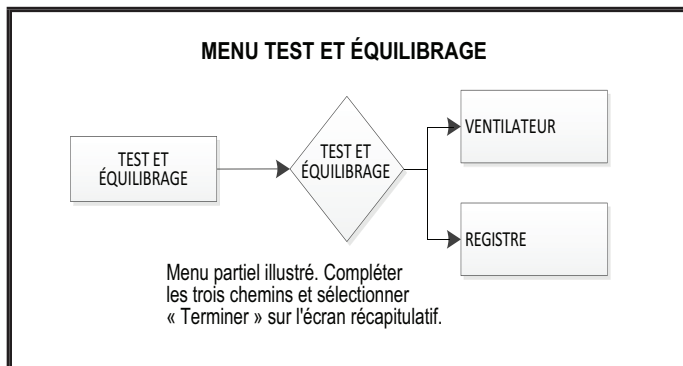 MENU TEST ET ÉQUILIBRAGE
TEST ET
ÉQUILIBRAGE
TEST ET
ÉQUILIBRAGE
VENTILATEUR
REGISTRE
Menu partiel illustré. Compléter
les trois chemins et sélectionner
« Terminer » sur l'écran récapitulatif.